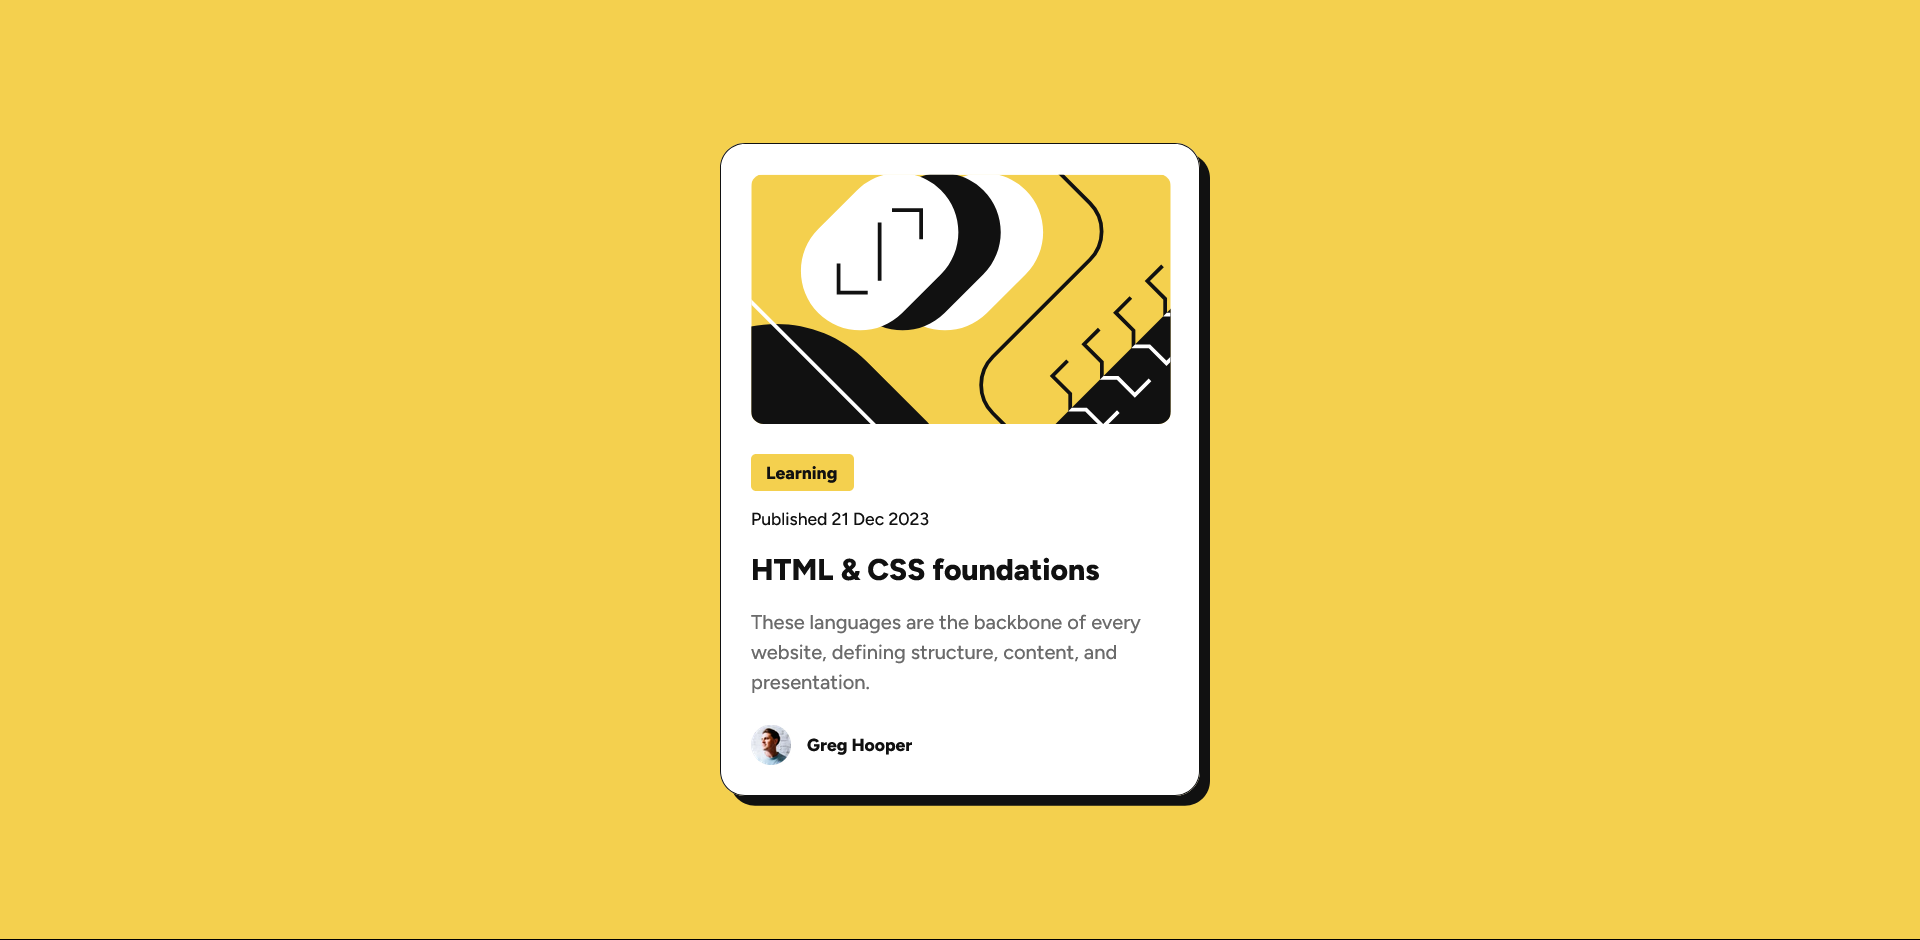 Learning
Published 21 Dec 2023
HTML & CSS foundations
These languages are the backbone of every
website, defining structure, content, and
presentation.
Greg Hooper